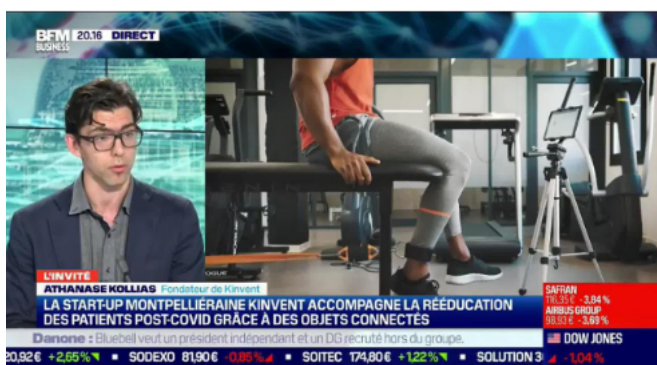 BFM 20.16 DIRECT
BUSINESS
ROGUE
L'INVITÉ
ATHANASE KOLLIAS Fondateur de Kinvent
LA START-UP MONTPELLIÉRAINE KINVENT ACCOMPAGNE LA RÉÉDUCATION
DES PATIENTS POST-COVID GRÂCE À DES OBJETS CONNECTÉS
SAFRAN
116,35 € -3,84 %
AIRBUS GROUP
98,93 € -3,69 %
Danone : Bluebell veut un président indépendant et un DG recruté hors du groupe.
DOW JONES
-1,04 %
20,92 € +2,65% SODEXO 81,90 € -0,85% SOITEC 174,80 € +1,22% SOLUTION 3